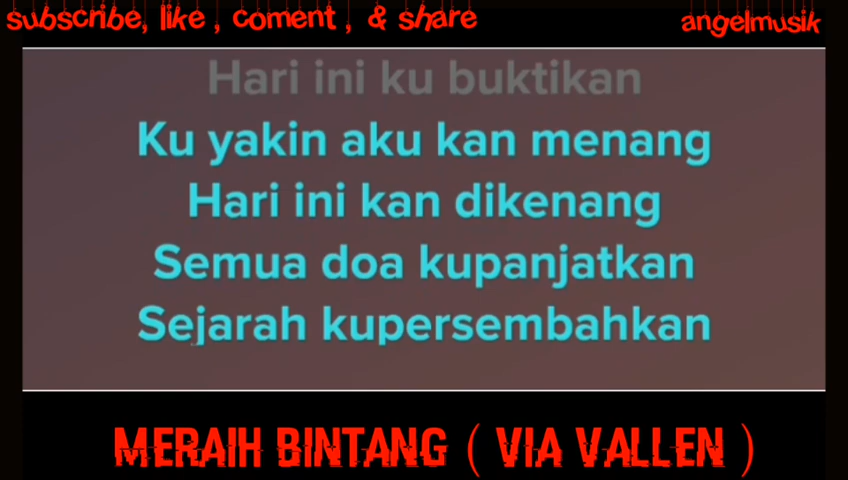 subscribe, like , coment , & share
angelmusik
Hari ini ku buktikan
Ku yakin aku kan menang
Hari ini kan dikenang
Semua doa kupanjatkan
Sejarah kupersembahkan
MERAIH BINTANG ( VIA VALLEN )